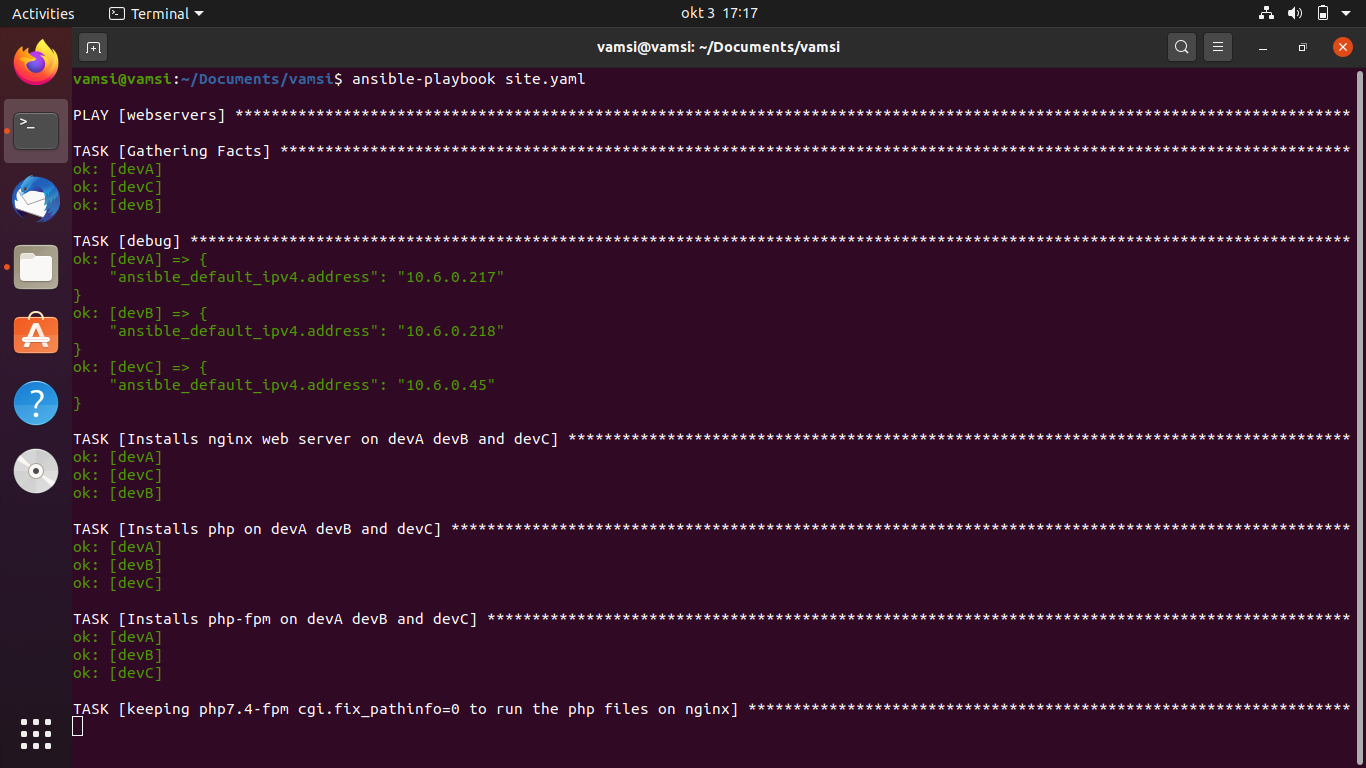 Activities
Terminal
okt 3 17:17
vamsi@vamsi: ~/Documents/vamsi
vamsi@vamsi:~/Documents/vamsi$ ansible-playbook site.yaml
PLAY [webservers] ****************************************************************************************************************************
TASK [Gathering Facts] ***********************************************************************************************************************
ok: [devA]
ok: [devC]
ok: [devB]
TASK [debug] *********************************************************************************************************************************
ok: [devA] => {
    "ansible_default_ipv4.address": "10.6.0.217"
}
ok: [devB] => {
    "ansible_default_ipv4.address": "10.6.0.218"
}
ok: [devC] => {
    "ansible_default_ipv4.address": "10.6.0.45"
}
TASK [Installs nginx web server on devA devB and devC] ***************************************************************************************
ok: [devA]
ok: [devC]
ok: [devB]
TASK [Installs php on devA devB and devC] ****************************************************************************************************
ok: [devA]
ok: [devB]
ok: [devC]
TASK [Installs php-fpm on devA devB and devC] ************************************************************************************************
ok: [devA]
ok: [devB]
ok: [devC]
TASK [keeping php7.4-fpm cgi.fix_pathinfo=0 to run the php files on nginx] *******************************************************************